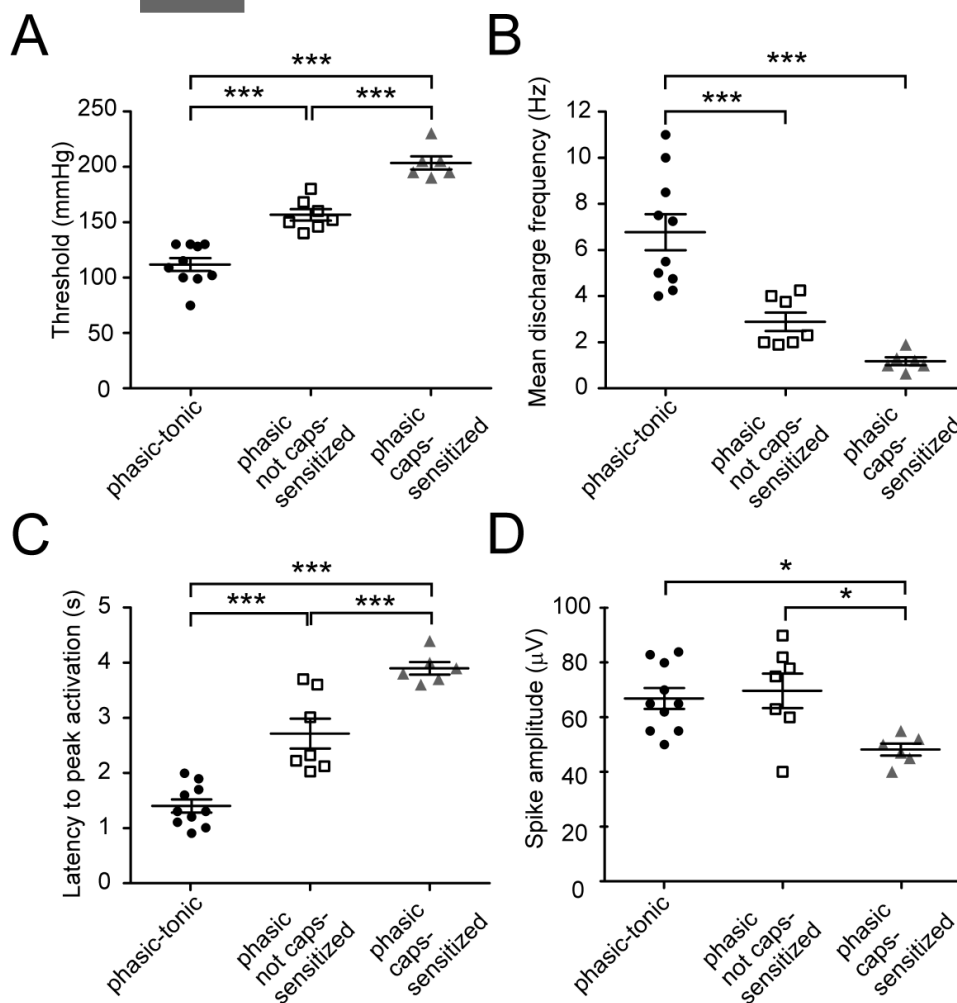 A
***
***
***
Threshold (mmHg)
250
200
150
100
50
0
phasic-tonic
phasic
not caps-
sensitized
phasic
caps-
sensitized
B
***
***
Mean discharge frequency (Hz)
12
10
8
6
4
2
0
phasic-tonic
phasic
not caps-
sensitized
phasic
caps-
sensitized
C
***
***
***
Latency to peak activation (s)
5
4
3
2
1
0
phasic-tonic
phasic
not caps-
sensitized
phasic
caps-
sensitized
D
*
*
Spike amplitude (µV)
100
80
60
40
20
0
phasic-tonic
phasic
not caps-
sensitized
phasic
caps-
sensitized